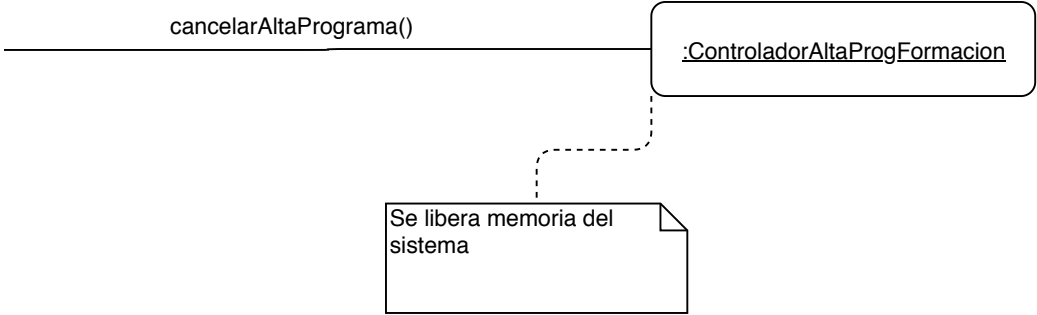 cancelarAltaPrograma()
:ControladorAltaProgFormacion
Se libera memoria del
sistema